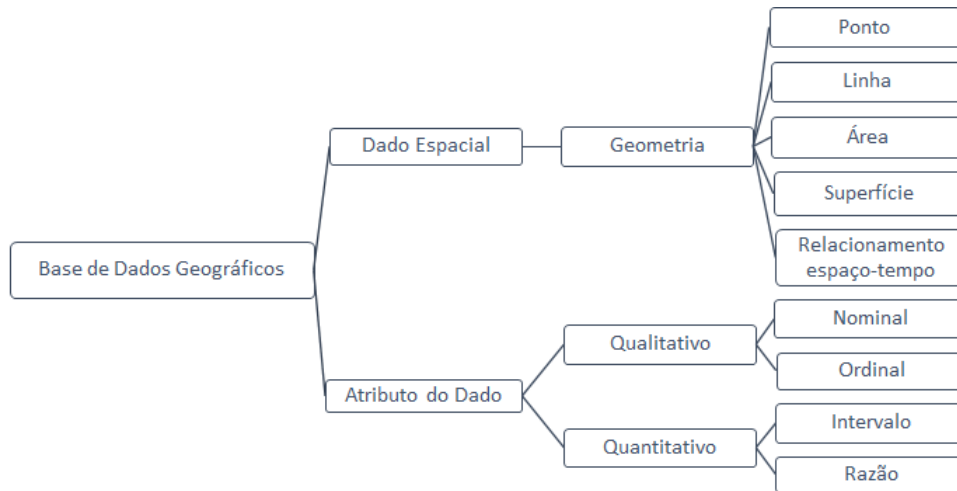 Base de Dados Geográficos
Dado Espacial
Geometria
Ponto
Linha
Área
Superfície
Relacionamento
espaço-tempo
Atributo do Dado
Qualitativo
Nominal
Ordinal
Quantitativo
Intervalo
Razão